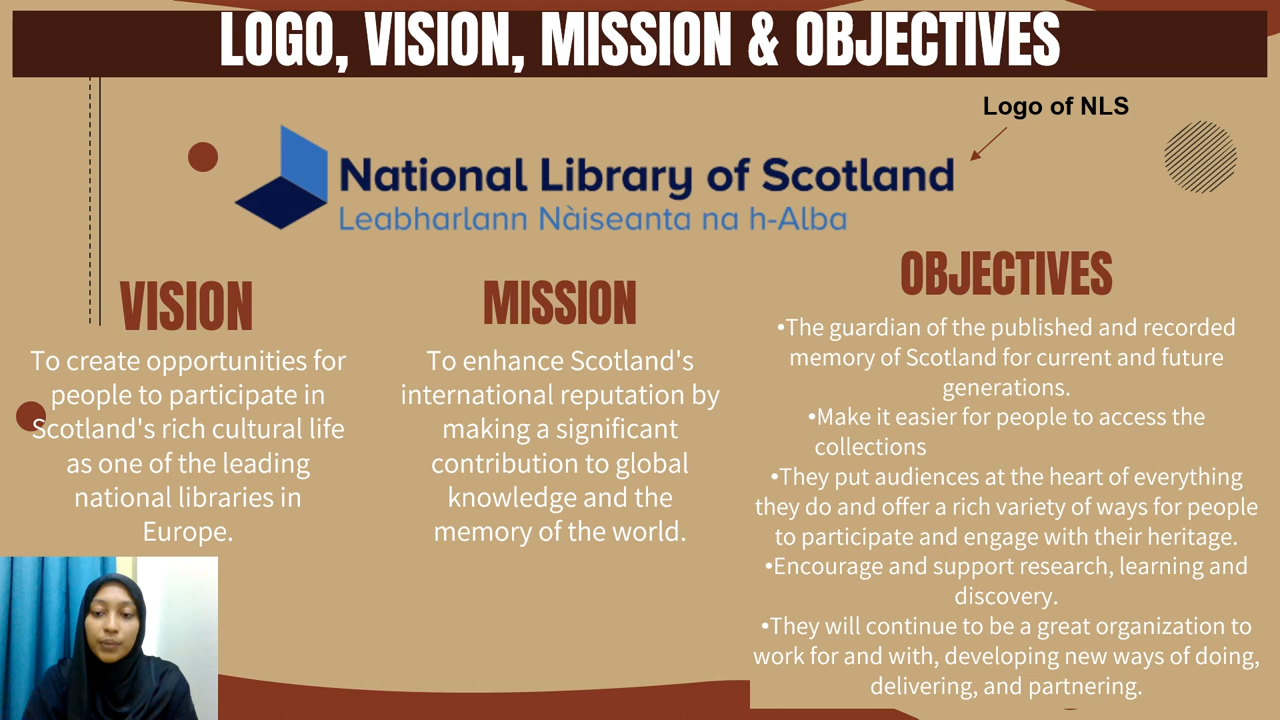 LOGO, VISION, MISSION & OBJECTIVES
Logo of NLS
National Library of Scotland
Leabharlann Nàiseanta na h-Alba
VISION
To create opportunities for
people to participate in
Scotland's rich cultural life
as one of the leading
national libraries in
Europe.
MISSION
To enhance Scotland's
international reputation by
making a significant
contribution to global
knowledge and the
memory of the world.
OBJECTIVES
•The guardian of the published and recorded
memory of Scotland for current and future
generations.
•Make it easier for people to access the
collections
•They put audiences at the heart of everything
they do and offer a rich variety of ways for people
to participate and engage with their heritage.
•Encourage and support research, learning and
discovery.
•They will continue to be a great organization to
work for and with, developing new ways of doing,
delivering, and partnering.